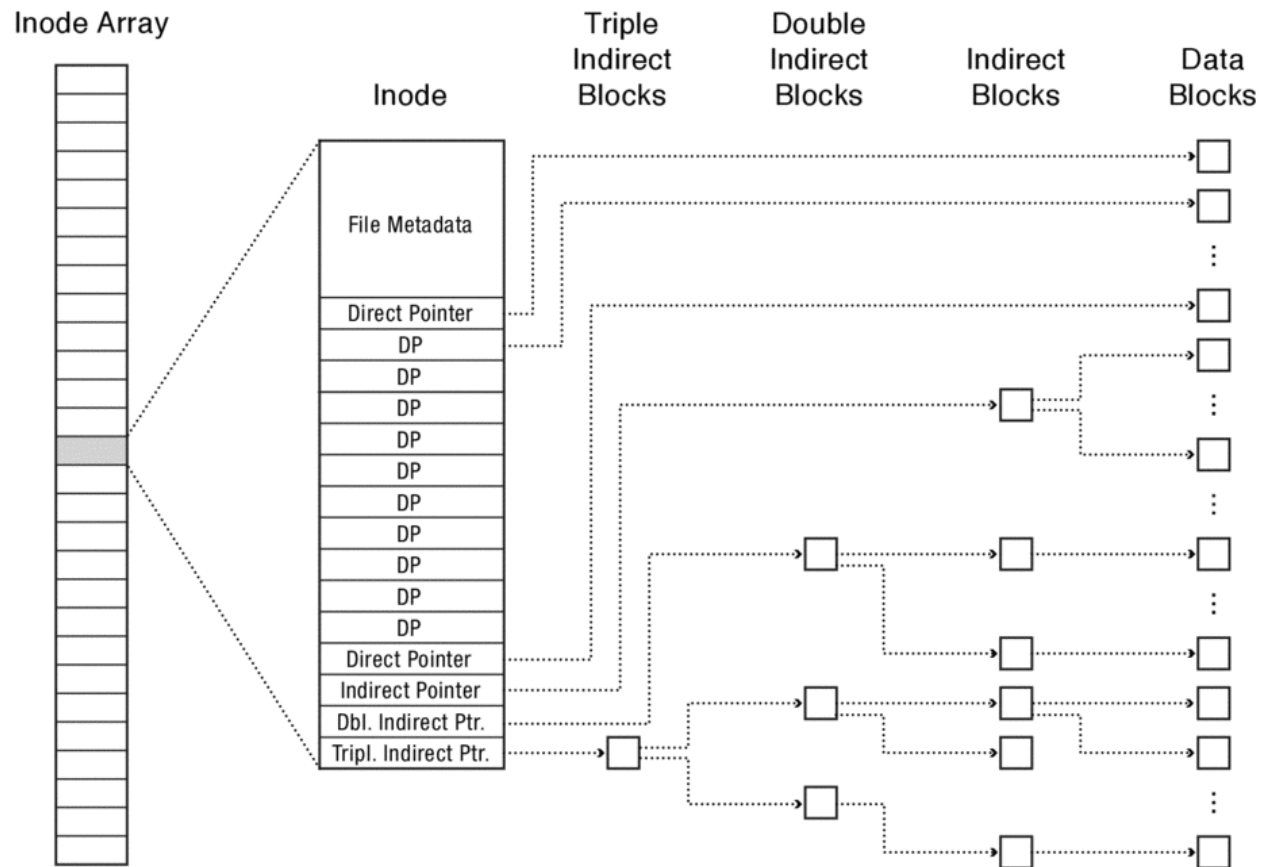 Inode Array
Inode
Triple
Indirect
Blocks
Double
Indirect
Blocks
Indirect
Blocks
Data
Blocks
File Metadata
Direct Pointer
DP
DP
DP
DP
DP
DP
DP
DP
DP
DP
Direct Pointer
Indirect Pointer
Dbl. Indirect Ptr.
Tripl. Indirect Ptr.